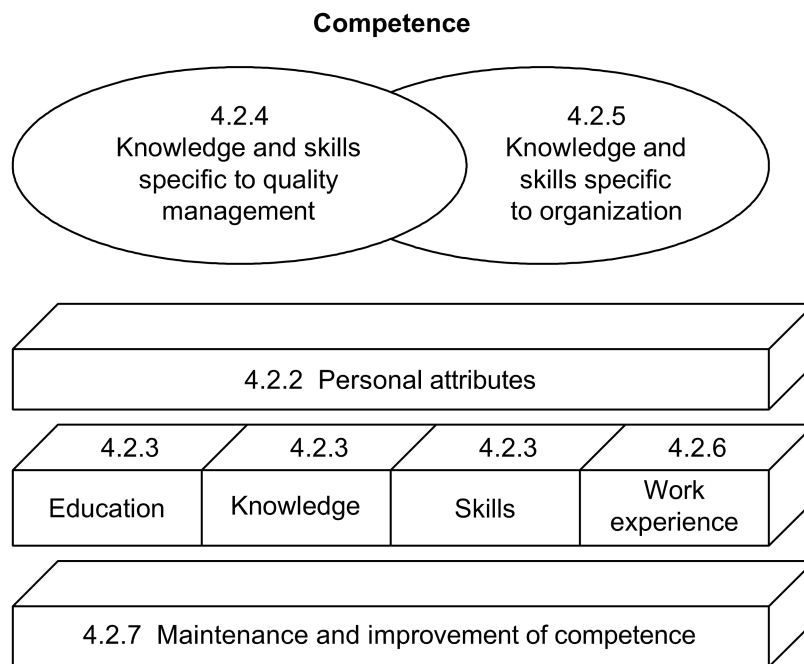 Competence
4.2.4
Knowledge and skills
specific to quality
management
4.2.5
Knowledge and
skills specific
to organization
4.2.2 Personal attributes
4.2.3
4.2.3
4.2.3
4.2.6
Education
Knowledge
Skills
Work
experience
4.2.7 Maintenance and improvement of competence